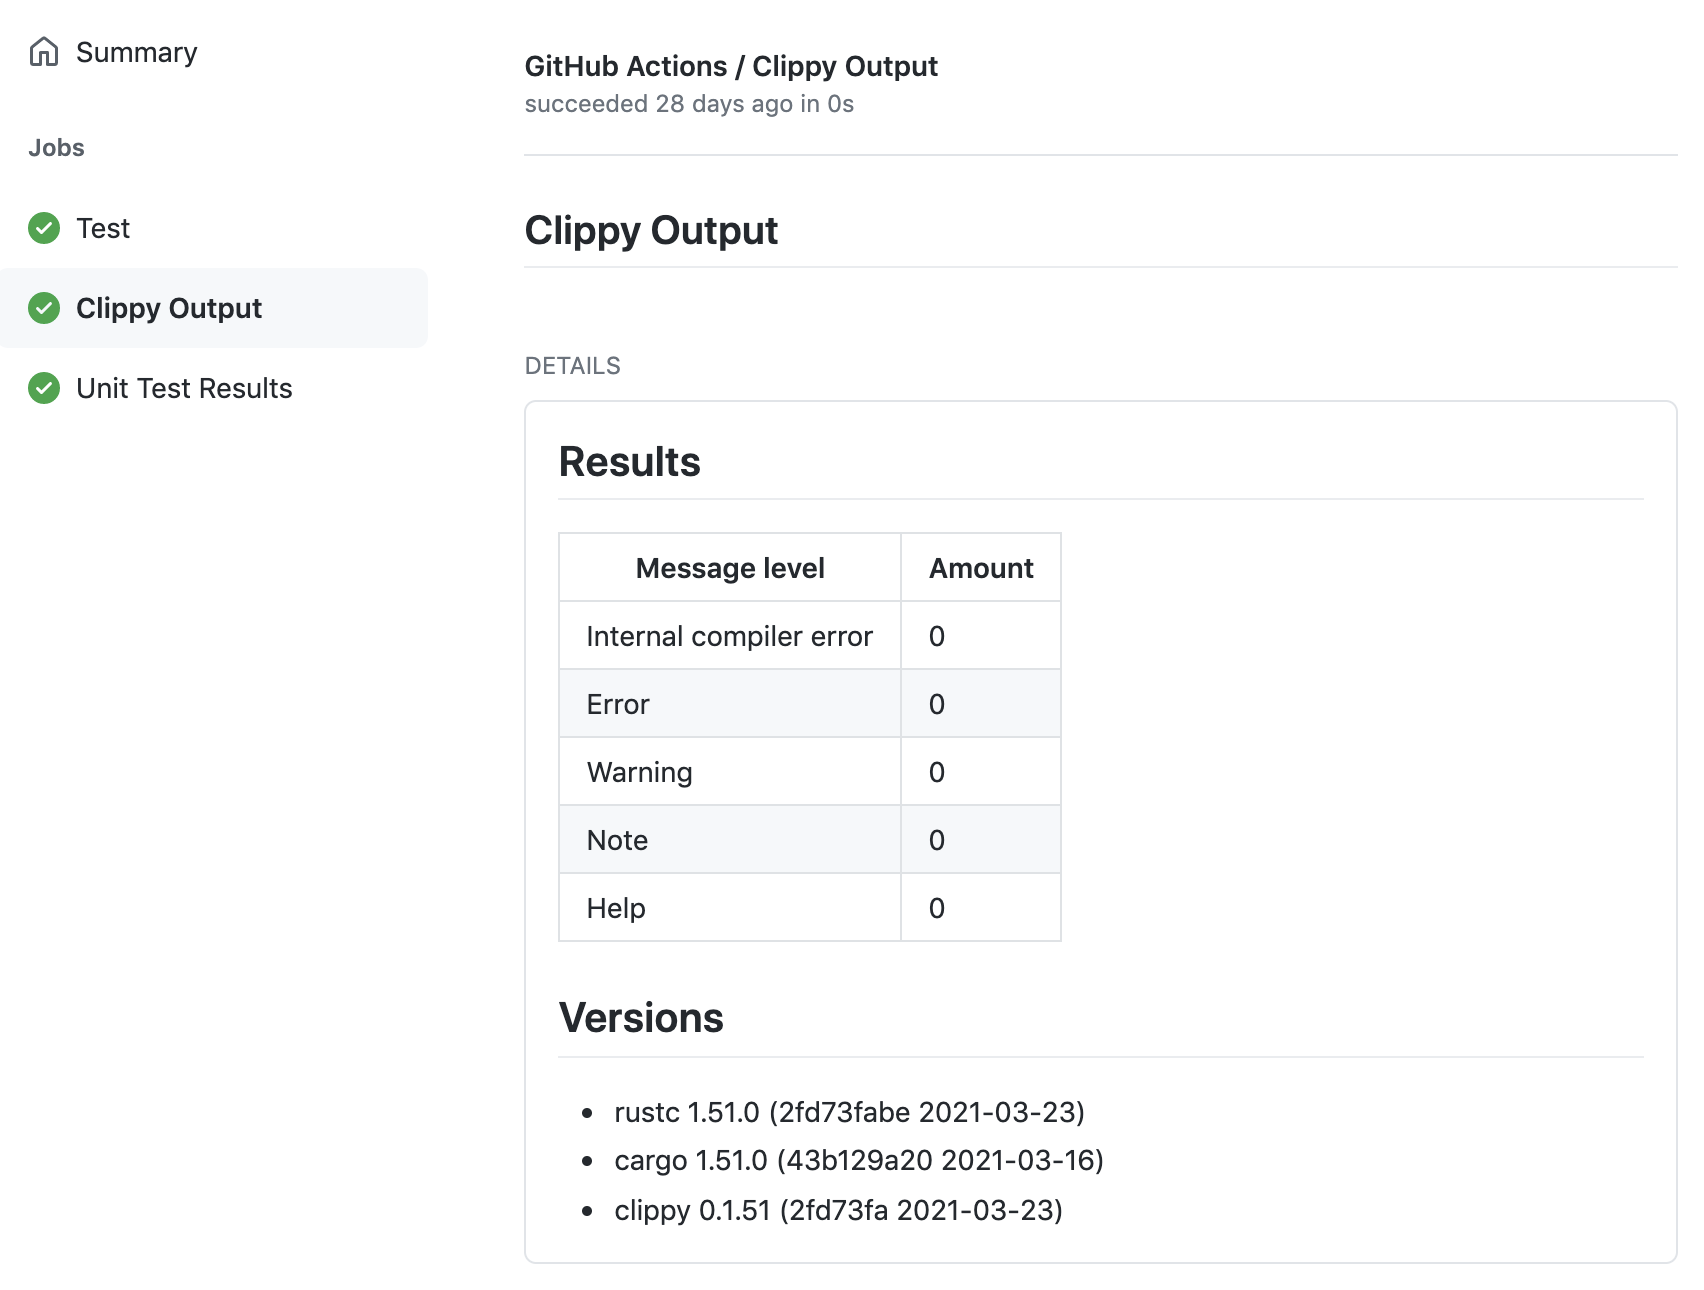 Summary
Jobs
Test
Clippy Output
Unit Test Results
GitHub Actions / Clippy Output
succeeded 28 days ago in 0s
Clippy Output
DETAILS
Results
Message level Amount
Internal compiler error 0
Error 0
Warning 0
Note 0
Help 0
Versions
rustc 1.51.0 (2fd73fabe 2021-03-23)
cargo 1.51.0 (43b129a20 2021-03-16)
clippy 0.1.51 (2fd73fa 2021-03-23)